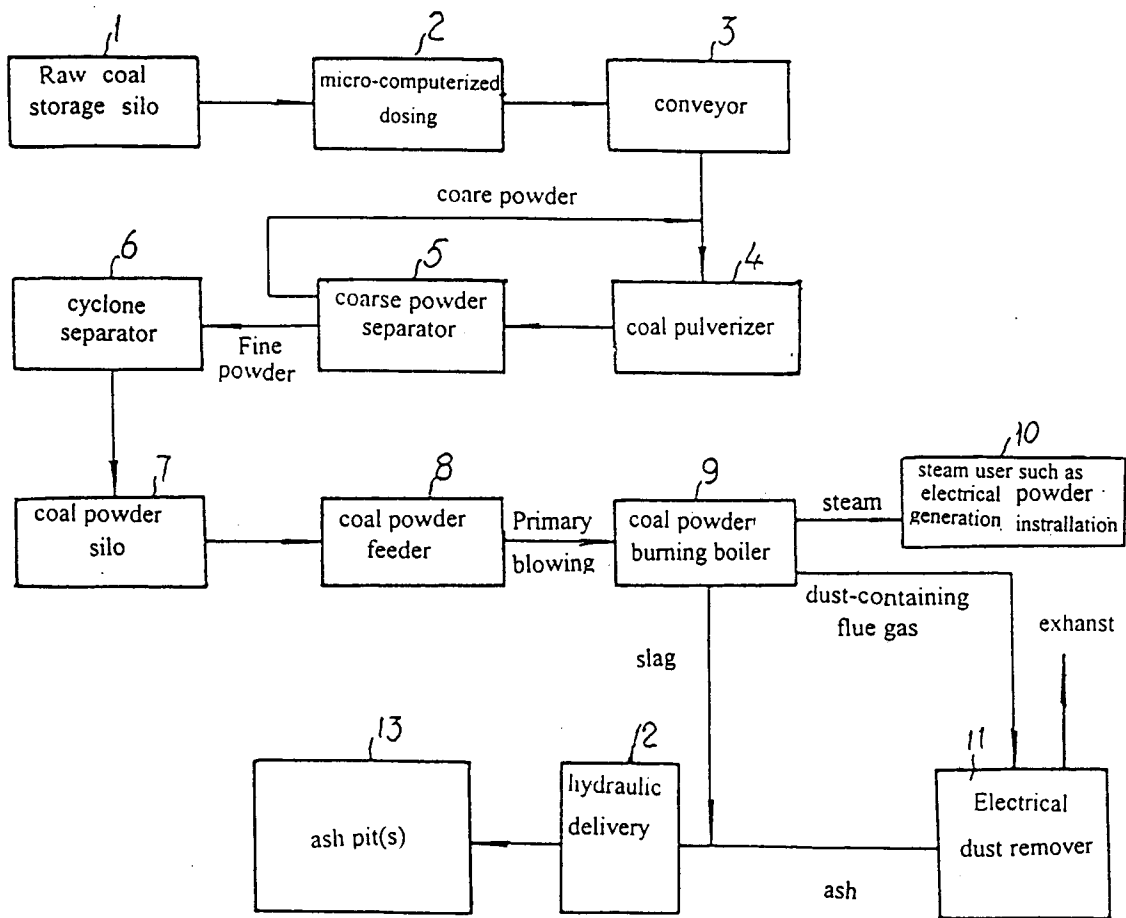 1
Raw coal
storage silo
2
micro-computerized
dosing
3
conveyor
coare powder
6
cyclone
separator
Fine
powder
5
coarse powder
separator
4
coal pulverizer
7
coal powder
silo
8
coal powder
feeder
Primary
blowing
9
coal powder
burning boiler
steam
10
steam user such as
electrical powder
generation instrallation
dust-containing
flue gas
exhanst
slag
13
ash pit(s)
12
hydraulic
delivery
ash
11
Electrical
dust remover